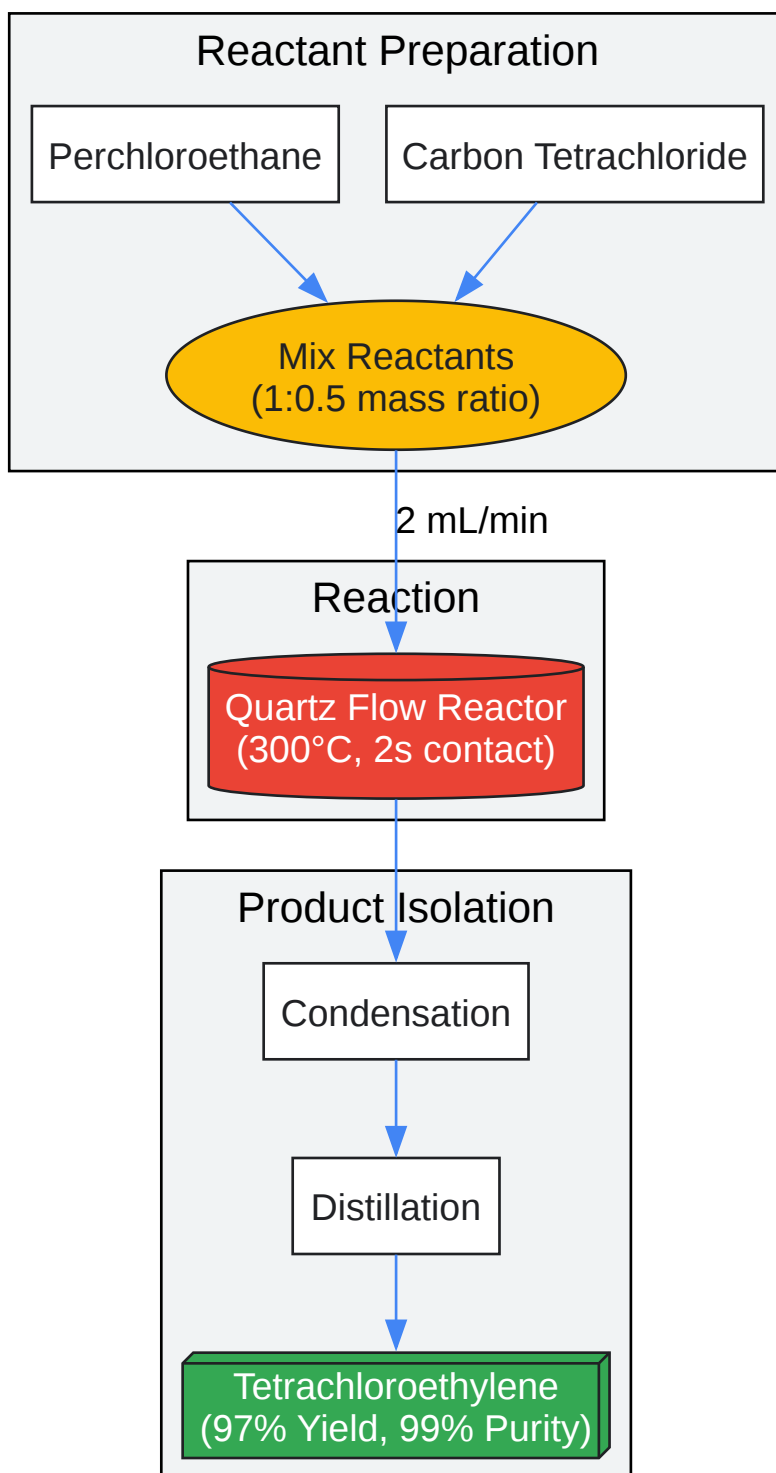 Reactant Preparation
Perchloroethane
Carbon Tetrachloride
Mix Reactants
(1:0.5 mass ratio)
2 mL/min
Reaction
Quartz Flow Reactor
(300°C, 2s contact)
Product Isolation
Condensation
Distillation
Tetrachloroethylene
(97% Yield, 99% Purity)